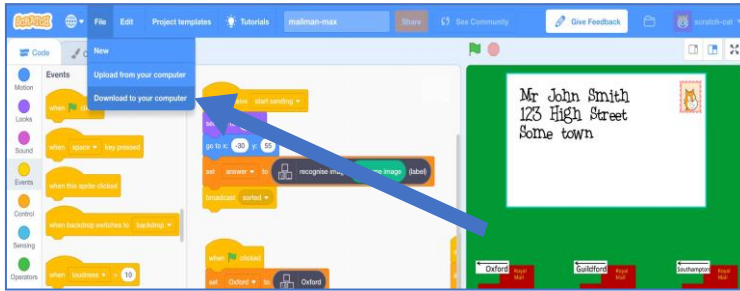 SCRATCH File Edit Project templates Tutorials mailman-max Share See Community Give Feedback scratch-cat
Code
New
Upload from your computer
Download to your computer
Motion
Looks
Sound
Events
Control
Sensing
Operators
Events
when
when space key pressed
when this sprite clicked
when backdrop switches to backdrop
when loudness > 10
start sending
go to x: -30 y: 55
set answer to recognise image (label)
broadcast sorted
when clicked
set Oxford to Oxford
Mr John Smith
123 High Street
Some town
Oxford
Royal Mail
Guildford
Royal Mail
Southampton
Royal Mail